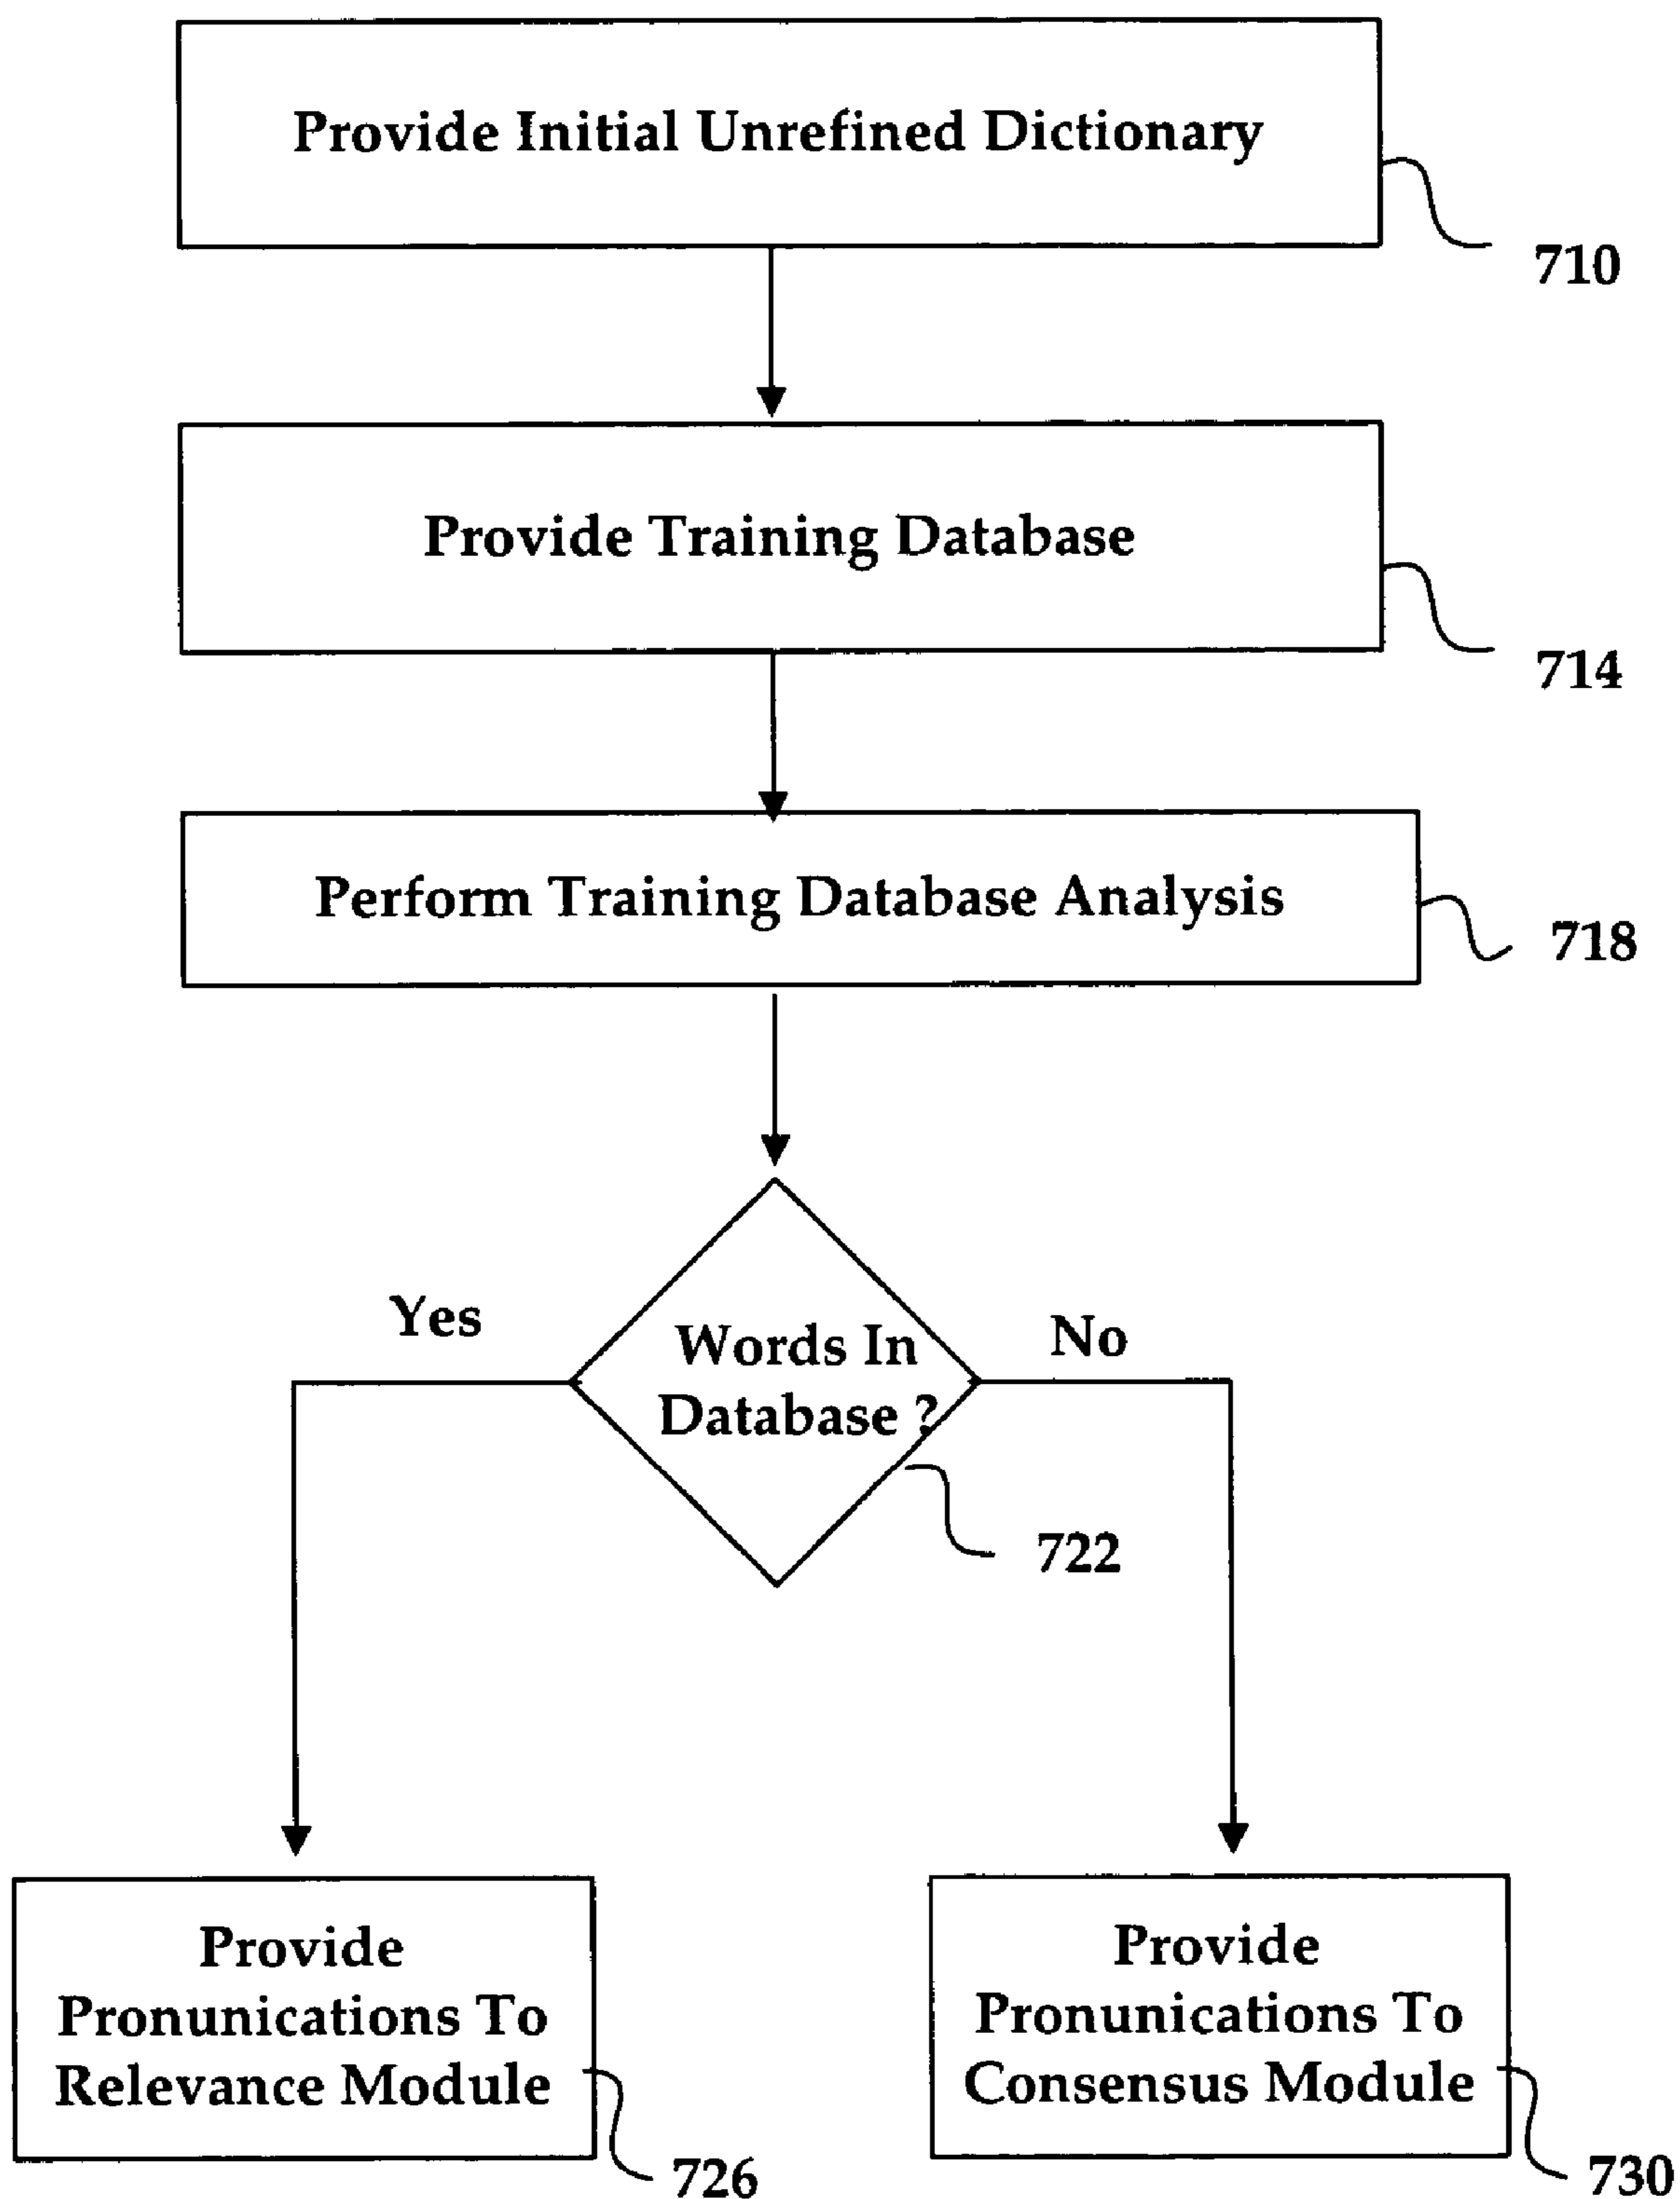 Provide Initial Unrefined Dictionary
710
Provide Training Database
714
Perform Training Database Analysis
718
Yes
No
Words In
Database ?
722
Provide
Pronunications To
Relevance Module
726
Provide
Pronunications To
Consensus Module
730